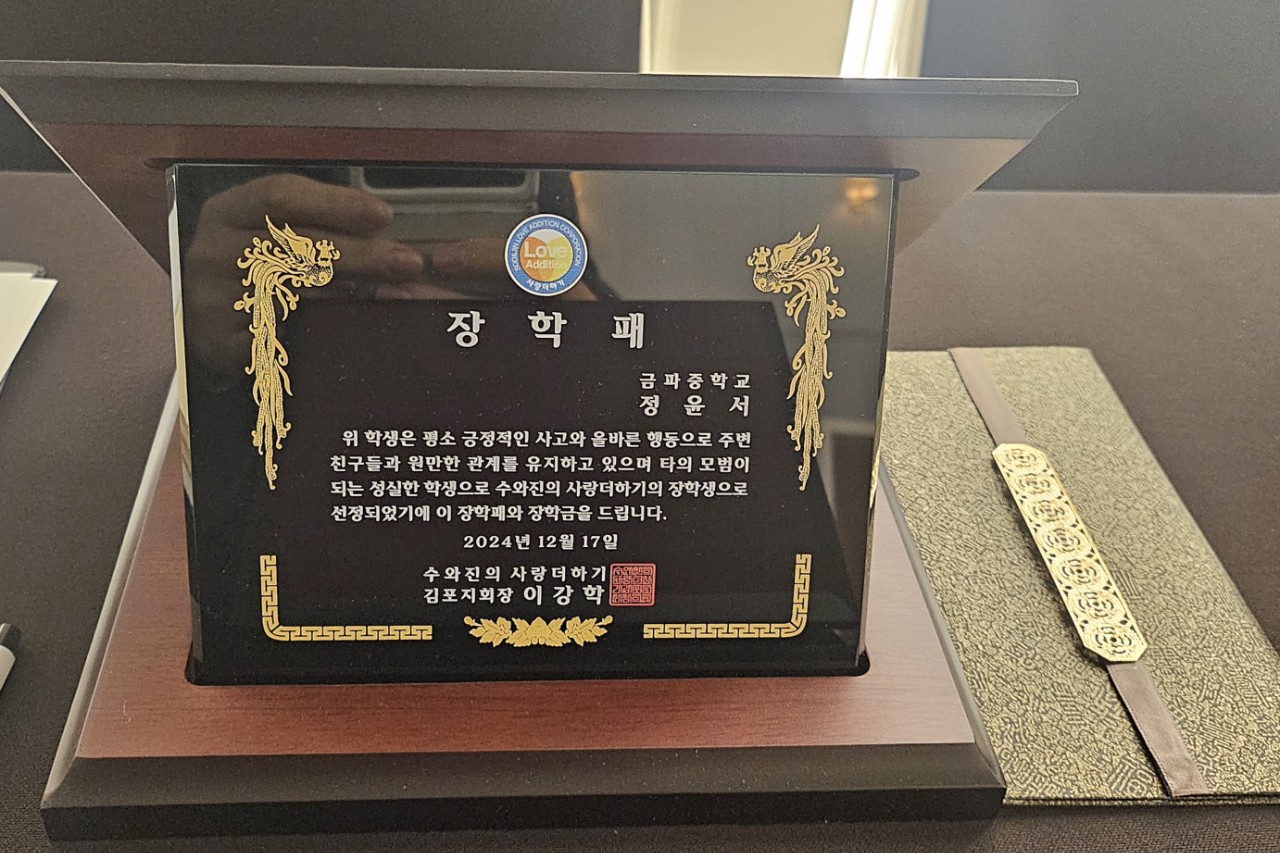 SOOILJIN LOVE ADDITION CORPORATION
Love
Addition
사랑더하기
장 학 패
금파중학교
정 윤 서
위 학생은 평소 긍정적인 사고와 올바른 행동으로 주변
친구들과 원만한 관계를 유지하고 있으며 타의 모범이
되는 성실한 학생으로 수와진의 사랑더하기의 장학생으로
선정되었기에 이 장학패와 장학금을 드립니다.
2024년 12월 17일
수와진의 사랑더하기
김포지회장 이강학